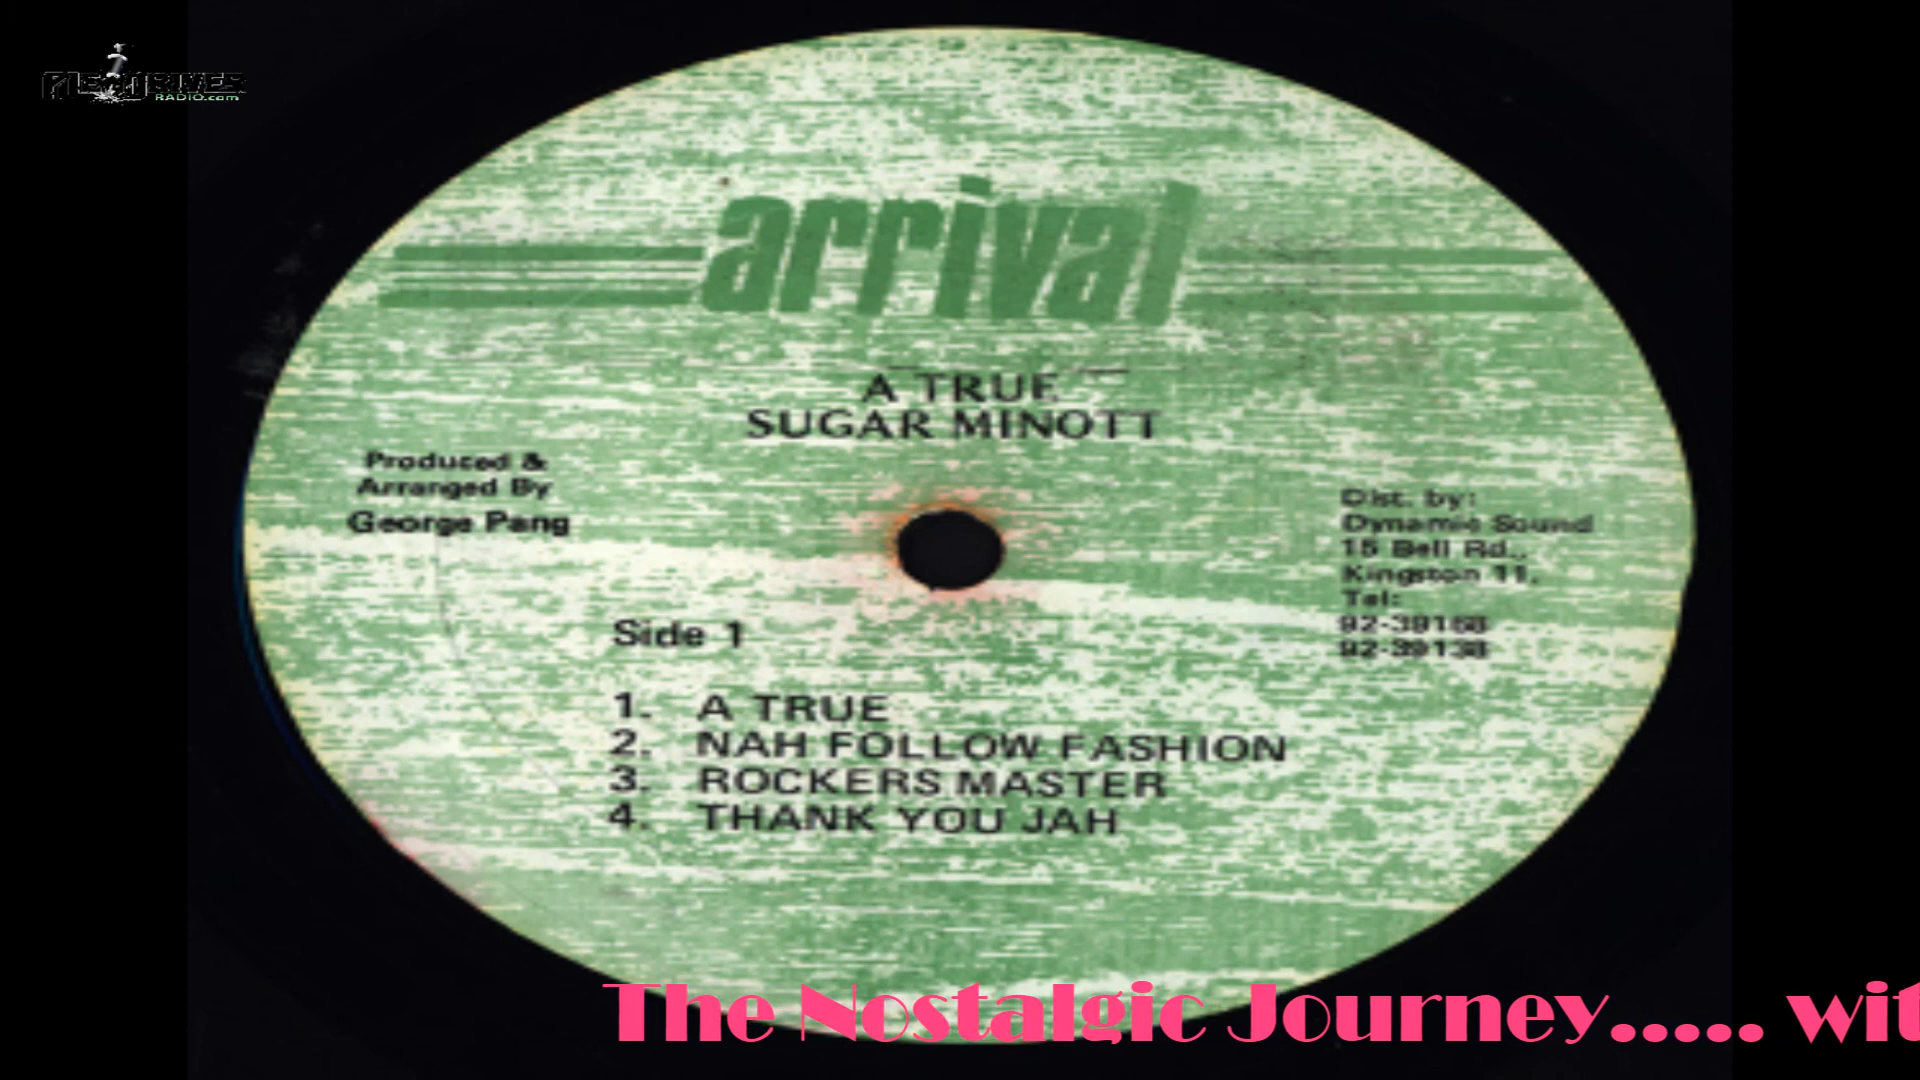 RADIO.com
arrival
A TRUE
SUGAR MINOTT
Produced &
Arranged By
George Pang
Dist. by:
Dynamic Sound
15 Bell Rd.,
Kingston 11.
Tel:
92-39138
Side 1
1. A TRUE
2. NAH FOLLOW FASHION
3. ROCKERS MASTER
4. THANK YOU JAH
The Nostalgic Journey..... wit